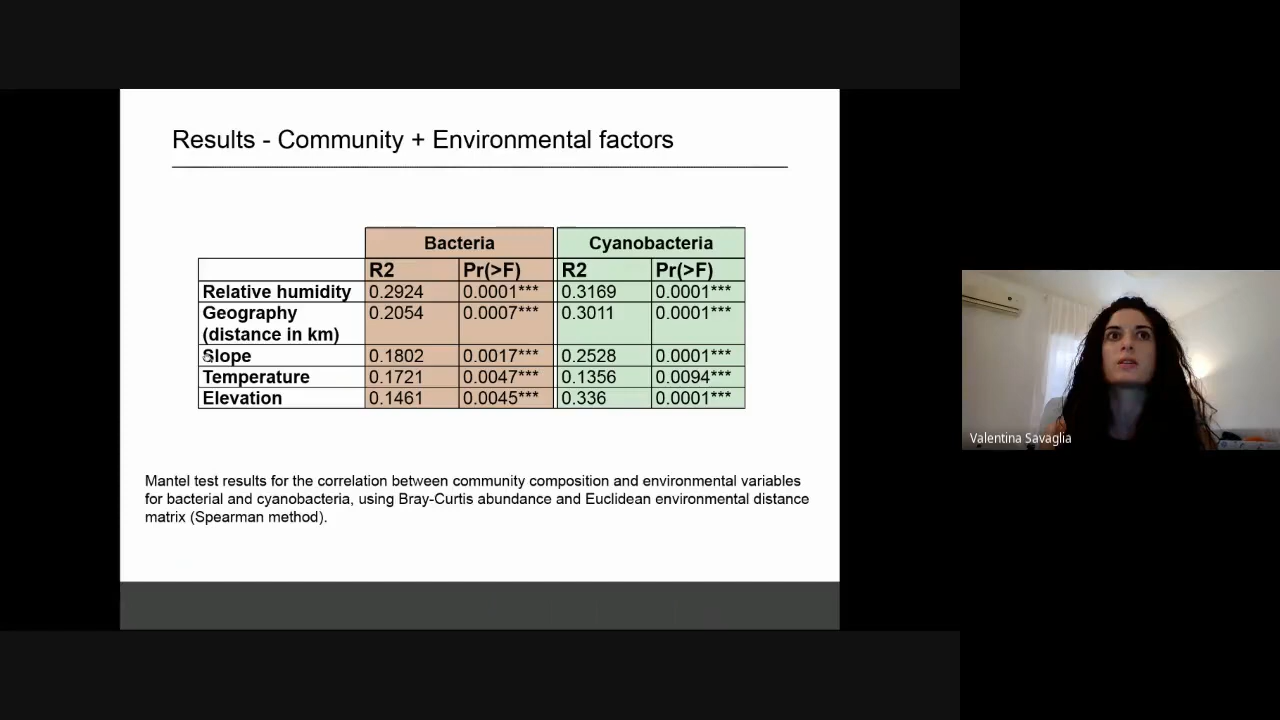 Results - Community + Environmental factors
Bacteria Cyanobacteria
R2 Pr(>F) R2 Pr(>F)
Relative humidity 0.2924 0.0001*** 0.3169 0.0001***
Geography 0.2054 0.0007*** 0.3011 0.0001***
(distance in km)
Slope 0.1802 0.0017*** 0.2528 0.0001***
Temperature 0.1721 0.0047*** 0.1356 0.0094***
Elevation 0.1461 0.0045*** 0.336 0.0001***
Mantel test results for the correlation between community composition and environmental variables
for bacterial and cyanobacteria, using Bray-Curtis abundance and Euclidean environmental distance
matrix (Spearman method).
Valentina Savaglia